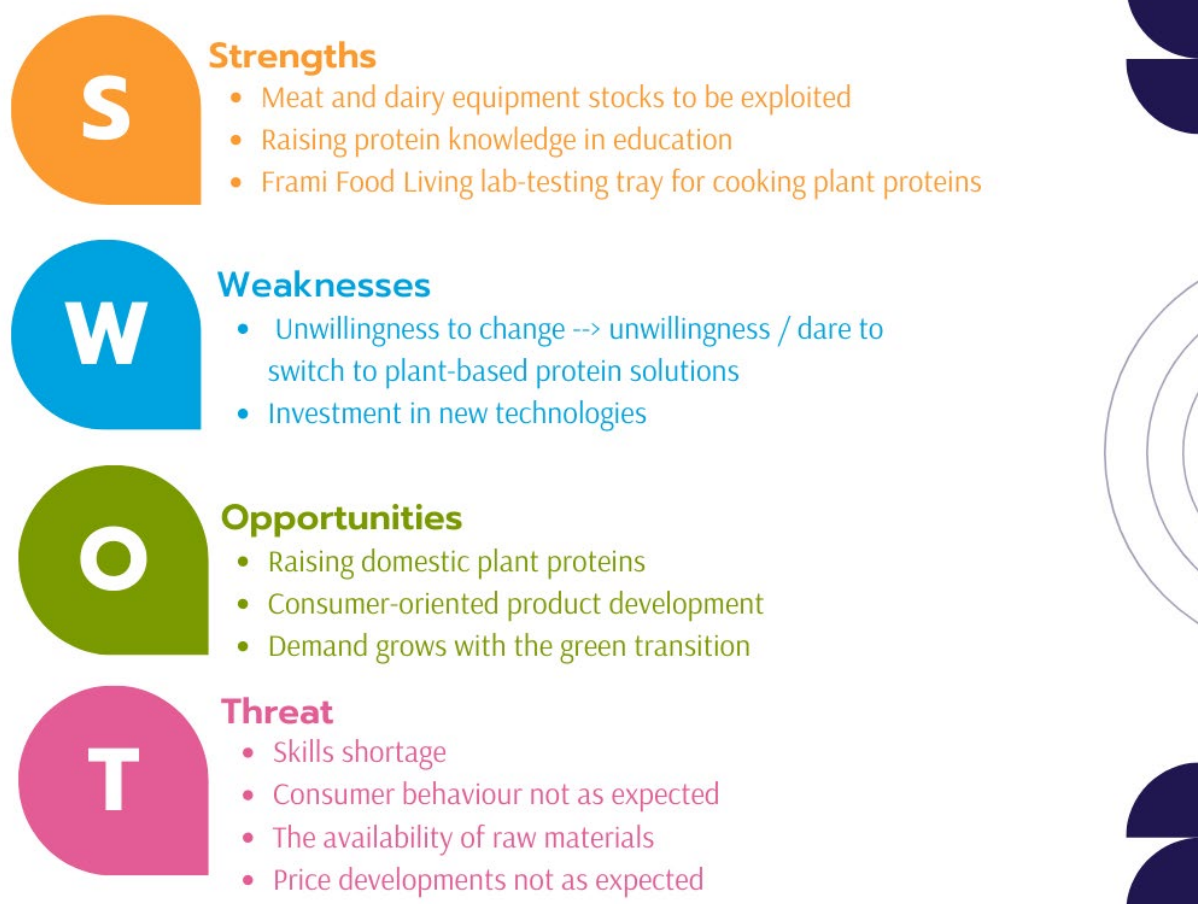 S
Strengths
• Meat and dairy equipment stocks to be exploited
• Raising protein knowledge in education
• Frami Food Living lab-testing tray for cooking plant proteins
W
Weaknesses
• Unwillingness to change --> unwillingness / dare to
switch to plant-based protein solutions
• Investment in new technologies
O
Opportunities
• Raising domestic plant proteins
• Consumer-oriented product development
• Demand grows with the green transition
T
Threat
• Skills shortage
• Consumer behaviour not as expected
• The availability of raw materials
• Price developments not as expected